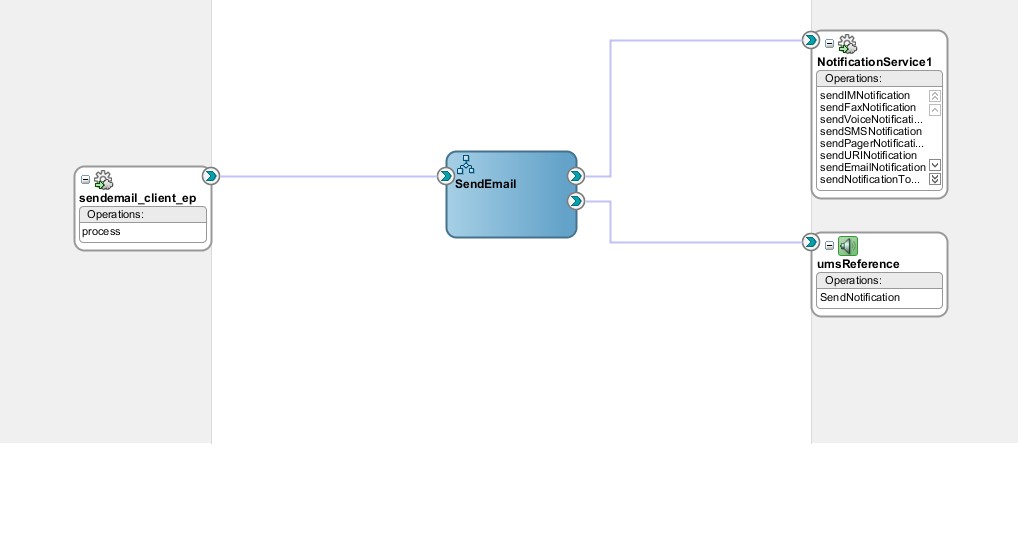 sendemail_client_ep
Operations:
process
SendEmail
NotificationService1
Operations:
sendIMNotification
sendFaxNotification
sendVoiceNotificati...
sendSMSNotification
sendPagerNotificati...
sendURINotification
sendEmailNotification
sendNotificationTo...
umsReference
Operations:
SendNotification